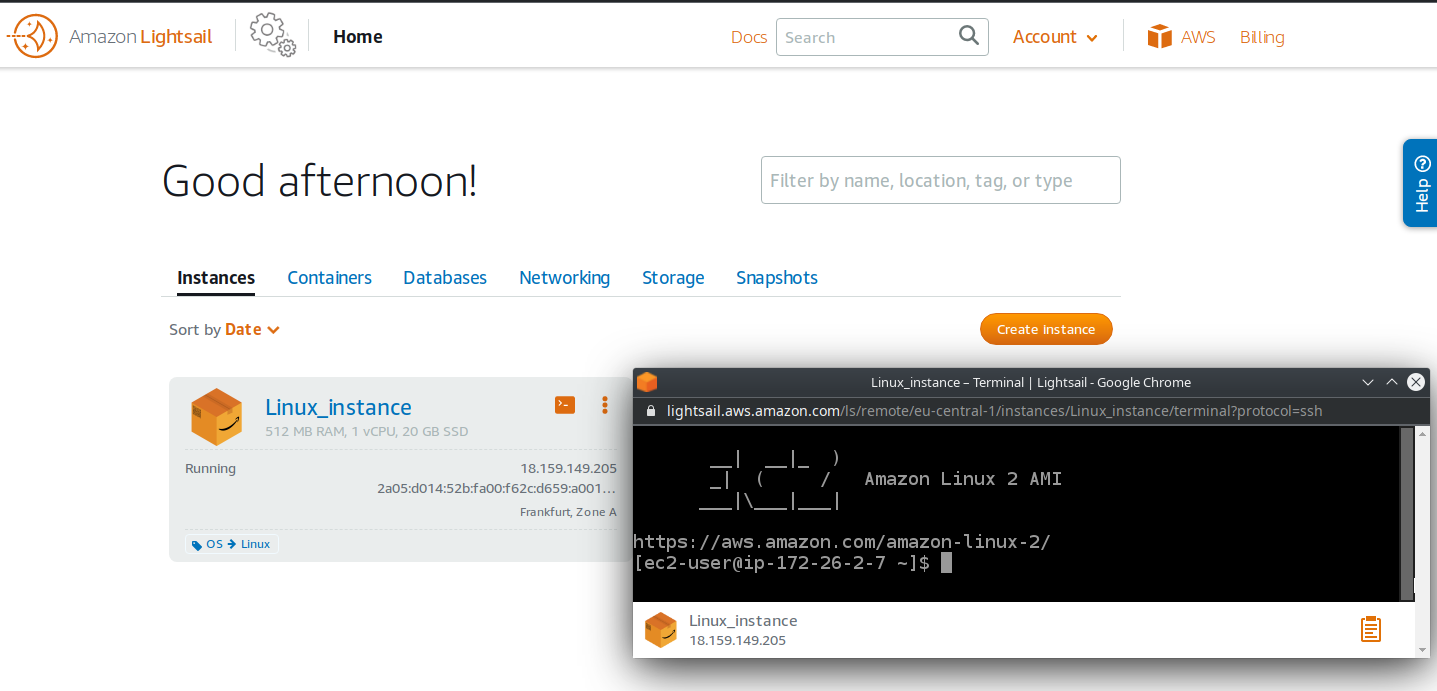 Amazon Lightsail
Home
Docs
Search
Account
AWS
Billing
Good afternoon!
Filter by name, location, tag, or type
Help
Instances
Containers
Databases
Networking
Storage
Snapshots
Sort by Date
Create instance
Linux_instance
512 MB RAM, 1 vCPU, 20 GB SSD
Running
18.159.149.205
2a05:d014:52b:fa00:f62c:d659:a001...
Frankfurt, Zone A
OS → Linux
Linux_instance – Terminal | Lightsail - Google Chrome
lightsail.aws.amazon.com/ls/remote/eu-central-1/instances/Linux_instance/terminal?protocol=ssh
       __|  __|_  )
       _|  (     /   Amazon Linux 2 AMI
      ___|\___|___|
https://aws.amazon.com/amazon-linux-2/
[ec2-user@ip-172-26-2-7 ~]$
Linux_instance
18.159.149.205